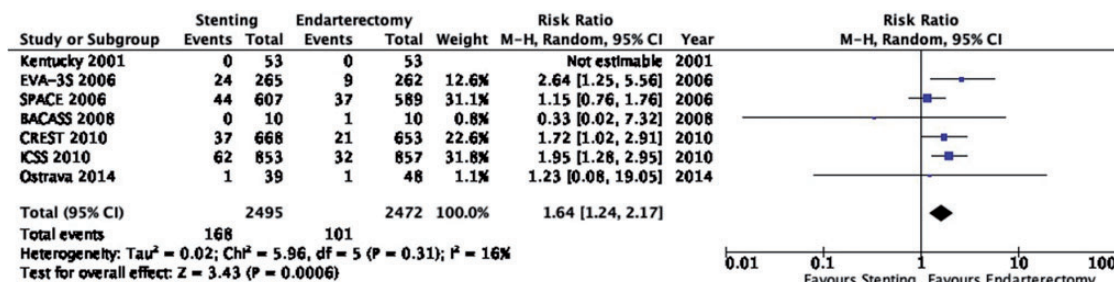 Stenting Endarterectomy Risk Ratio Risk Ratio
Study or Subgroup Events Total Events Total Weight M-H, Random, 95% CI Year M-H, Random, 95% CI
Kentucky 2001 0 53 0 53 Not estimable 2001
EVA-3S 2006 24 265 9 262 12.6% 2.64 [1.25, 5.56] 2006
SPACE 2006 44 607 37 589 31.1% 1.15 [0.76, 1.76] 2006
BACASS 2008 0 10 1 10 0.8% 0.33 [0.02, 7.32] 2008
CREST 2010 37 668 21 653 22.6% 1.72 [1.02, 2.91] 2010
ICSS 2010 62 853 32 857 31.8% 1.95 [1.28, 2.95] 2010
Ostrava 2014 1 39 1 48 1.1% 1.23 [0.08, 19.05] 2014
Total (95% CI) 2495 2472 100.0% 1.64 [1.24, 2.17]
Total events 168 101
Heterogeneity: Tau² = 0.02; Chi² = 5.96, df = 5 (P = 0.31); I² = 16%
Test for overall effect: Z = 3.43 (P = 0.0006)
0.01 0.1 1 10 100
Favours Stenting Favours Endarterectomy